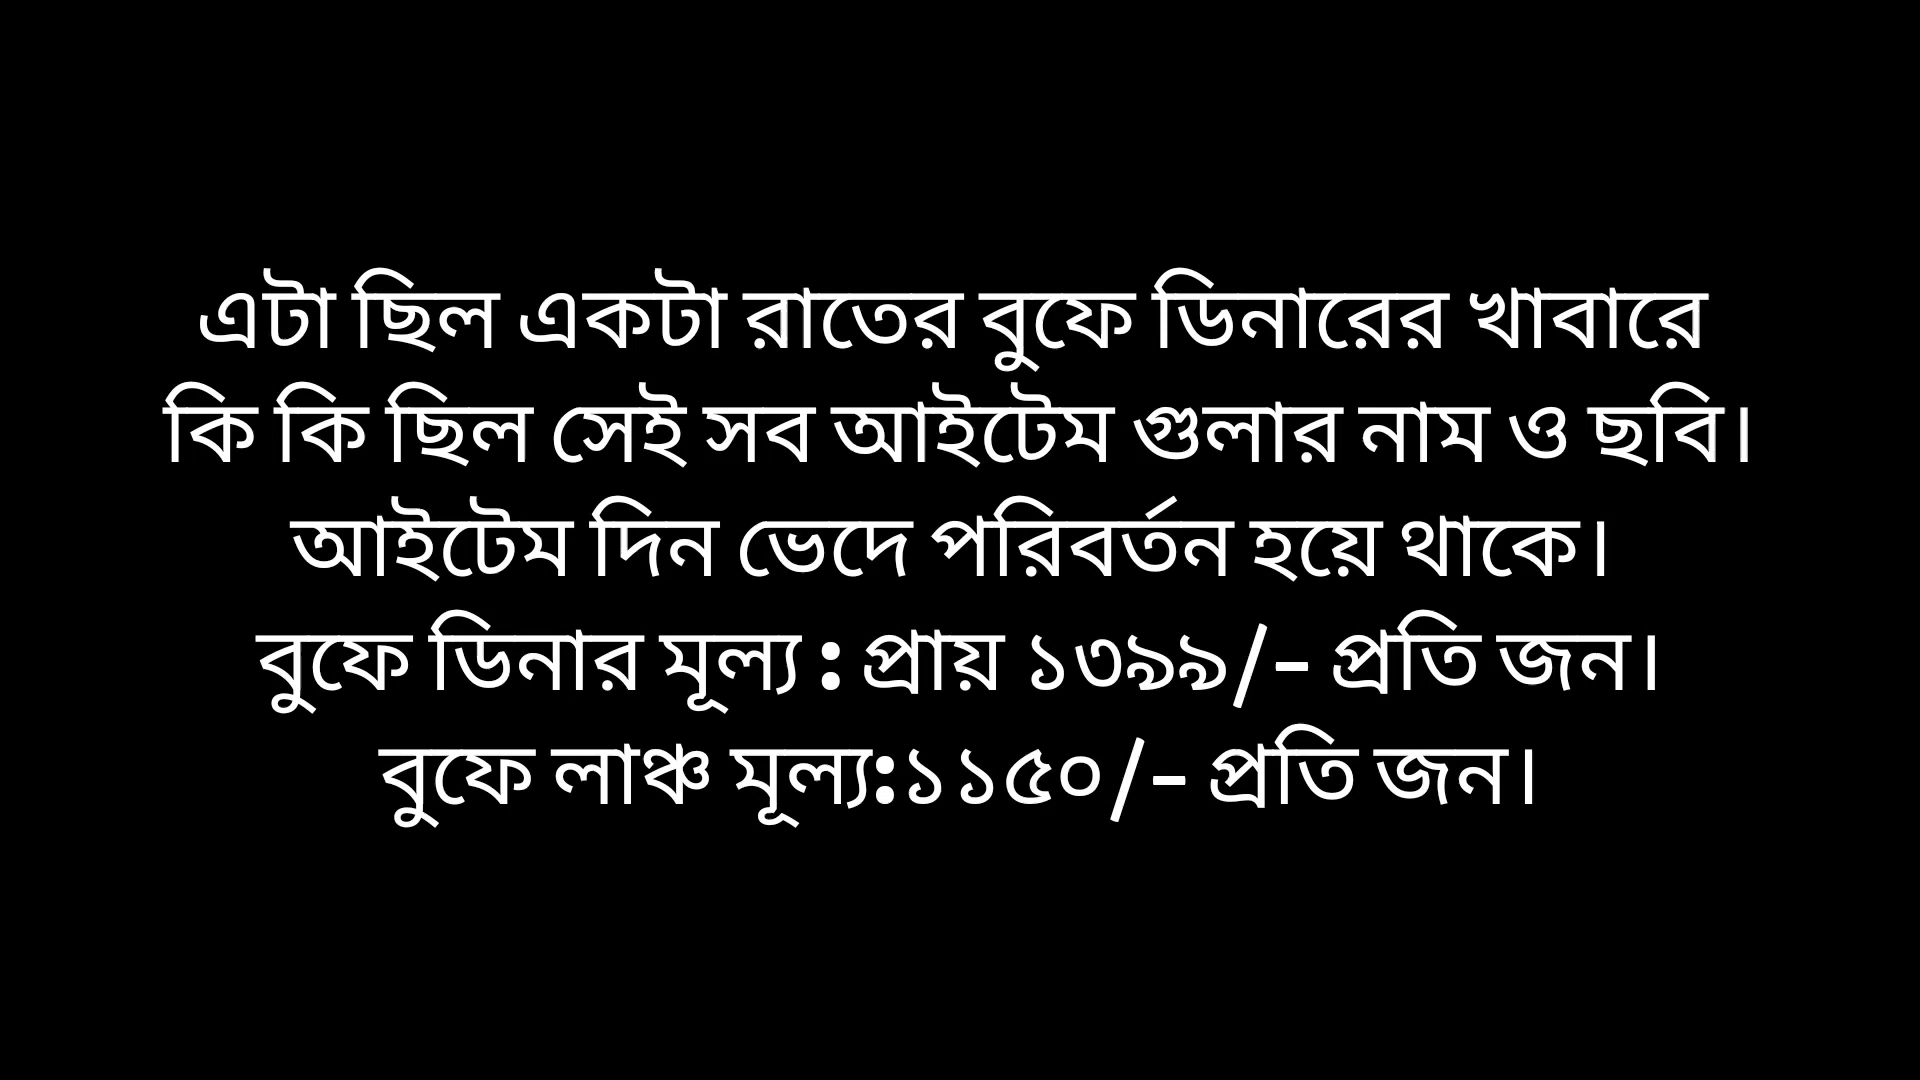 এটা ছিল একটা রাতের বুফে ডিনারের খাবারে
কি কি ছিল সেই সব আইটেম গুলার নাম ও ছবি।
আইটেম দিন ভেদে পরিবর্তন হয়ে থাকে।
বুফে ডিনার মূল্য : প্রায় ১৩৯৯/- প্রতি জন।
বুফে লাঞ্চ মূল্য:১১৫০/- প্রতি জন।